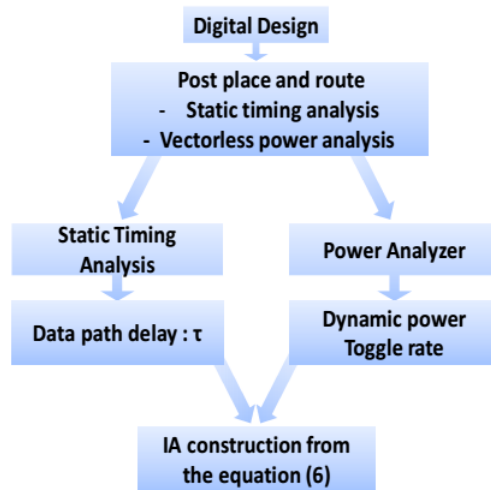 Digital Design
Post place and route
- Static timing analysis
- Vectorless power analysis
Static Timing
Analysis
Power Analyzer
Data path delay : τ
Dynamic power
Toggle rate
IA construction from
the equation (6)